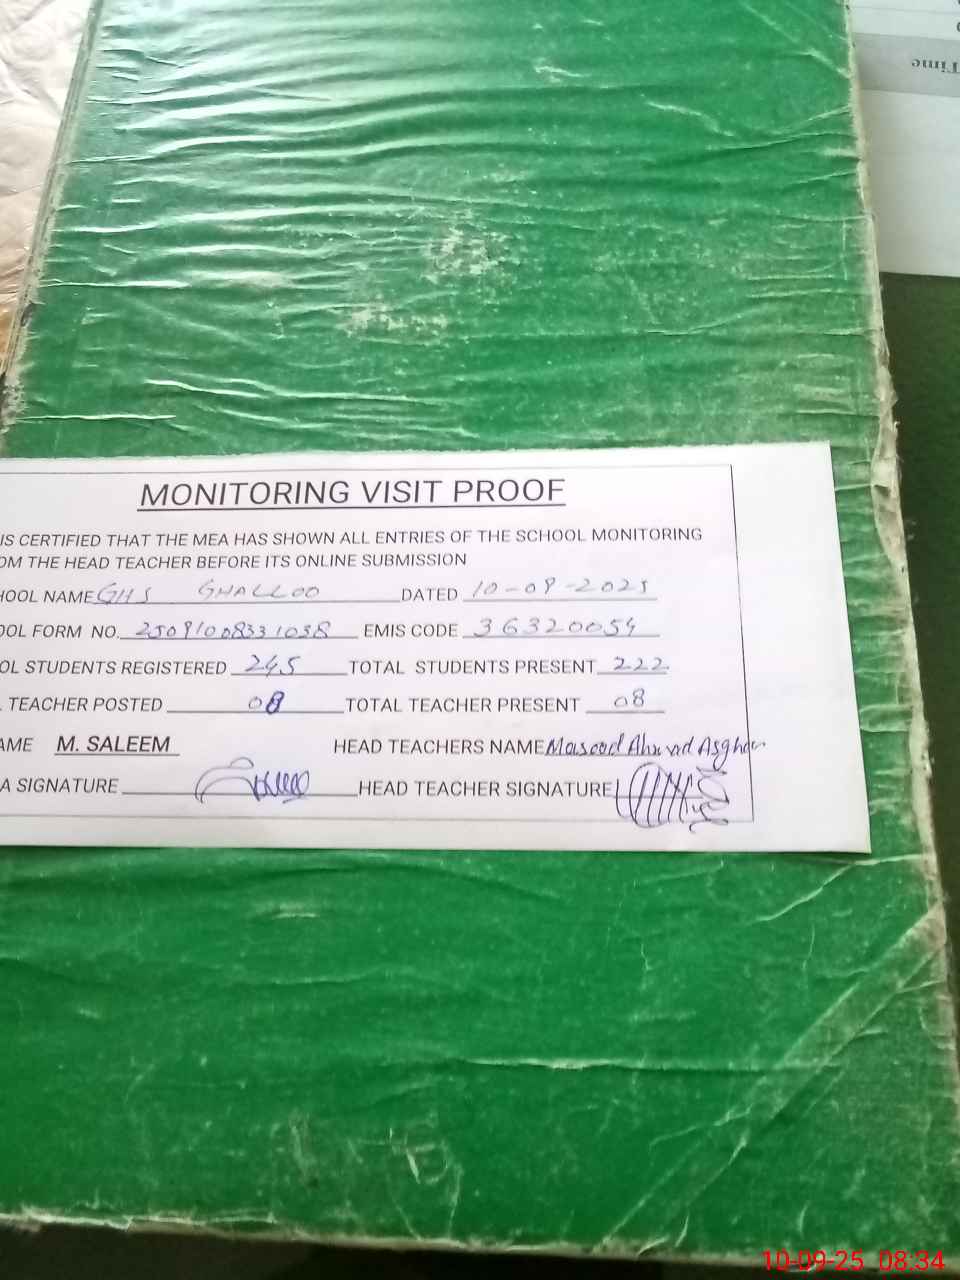 Time
MONITORING VISIT PROOF
IS CERTIFIED THAT THE MEA HAS SHOWN ALL ENTRIES OF THE SCHOOL MONITORING
OM THE HEAD TEACHER BEFORE ITS ONLINE SUBMISSION
HOOL NAME GHS GHALLOO DATED 10-09-2025
OOL FORM NO. 25091008331038 EMIS CODE 36320054
OL STUDENTS REGISTERED 245 TOTAL STUDENTS PRESENT 222
L TEACHER POSTED 08 TOTAL TEACHER PRESENT 08
AME M. SALEEM HEAD TEACHERS NAME Masood Ahmad Asghar
A SIGNATURE HEAD TEACHER SIGNATURE
10-09-25 08:34